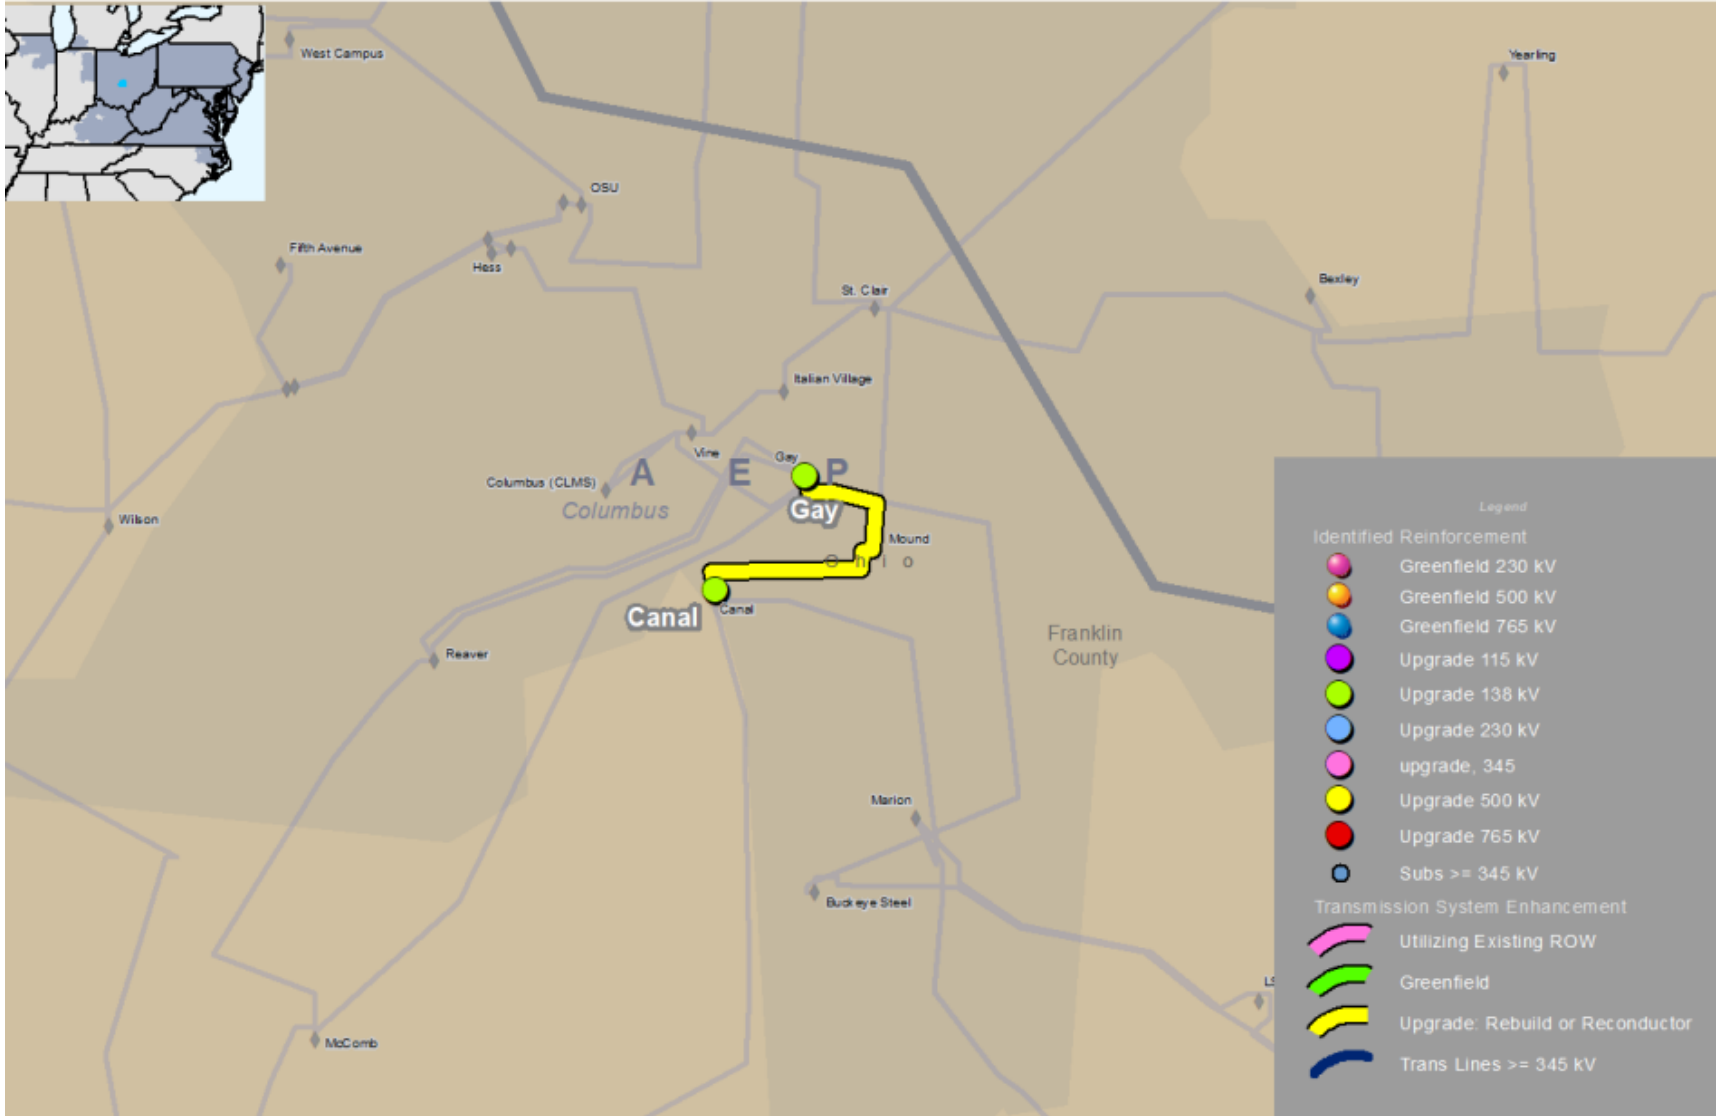 West Campus
Yearling
OSU
Fifth Avenue
Hess
Bexley
St. Clair
Italian Village
Vine
Gay
A E P
Columbus (CLMS)
Columbus
Gay
Wilson
Mound
Ohio
Canal
Canal
Franklin
County
Reaver
Marion
Buckeye Steel
LS
McComb
Legend
Identified Reinforcement
Greenfield 230 kV
Greenfield 500 kV
Greenfield 765 kV
Upgrade 115 kV
Upgrade 138 kV
Upgrade 230 kV
upgrade, 345
Upgrade 500 kV
Upgrade 765 kV
Subs >= 345 kV
Transmission System Enhancement
Utilizing Existing ROW
Greenfield
Upgrade: Rebuild or Reconductor
Trans Lines >= 345 kV